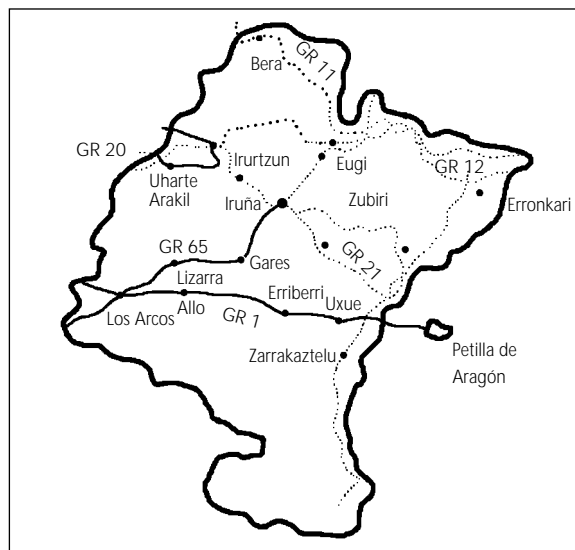 Bera
GR 11
GR 20
Irurtzun
Eugi
GR 12
Uharte
Arakil
Iruña
Zubiri
Erronkari
GR 65
Gares
GR 21
Lizarra
Allo
Erriberri
Uxue
Los Arcos
GR 1
Zarrakaztelu
Petilla de
Aragón